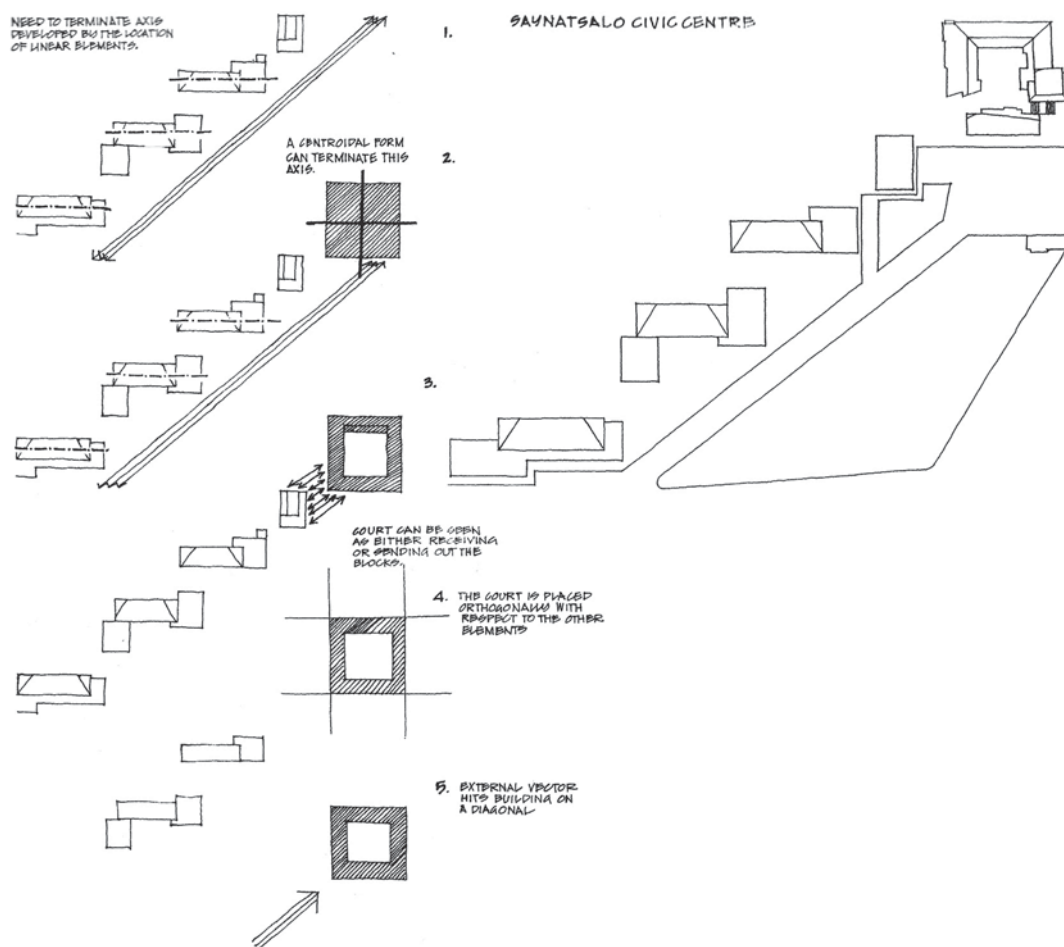 NEED TO TERMINATE AXIS
DEVELOPED BY THE LOCATION
OF LINEAR ELEMENTS.
1.
SAYNATSALO CIVIC CENTRE
A CENTROIDAL FORM
CAN TERMINATE THIS
AXIS.
2.
3.
COURT CAN BE SEEN
AS EITHER RECEIVING
OR SENDING OUT THE
BLOCKS.
4. THE COURT IS PLACED
ORTHOGONALLY WITH
RESPECT TO THE OTHER
ELEMENTS
5. EXTERNAL VECTOR
HITS BUILDING ON
A DIAGONAL